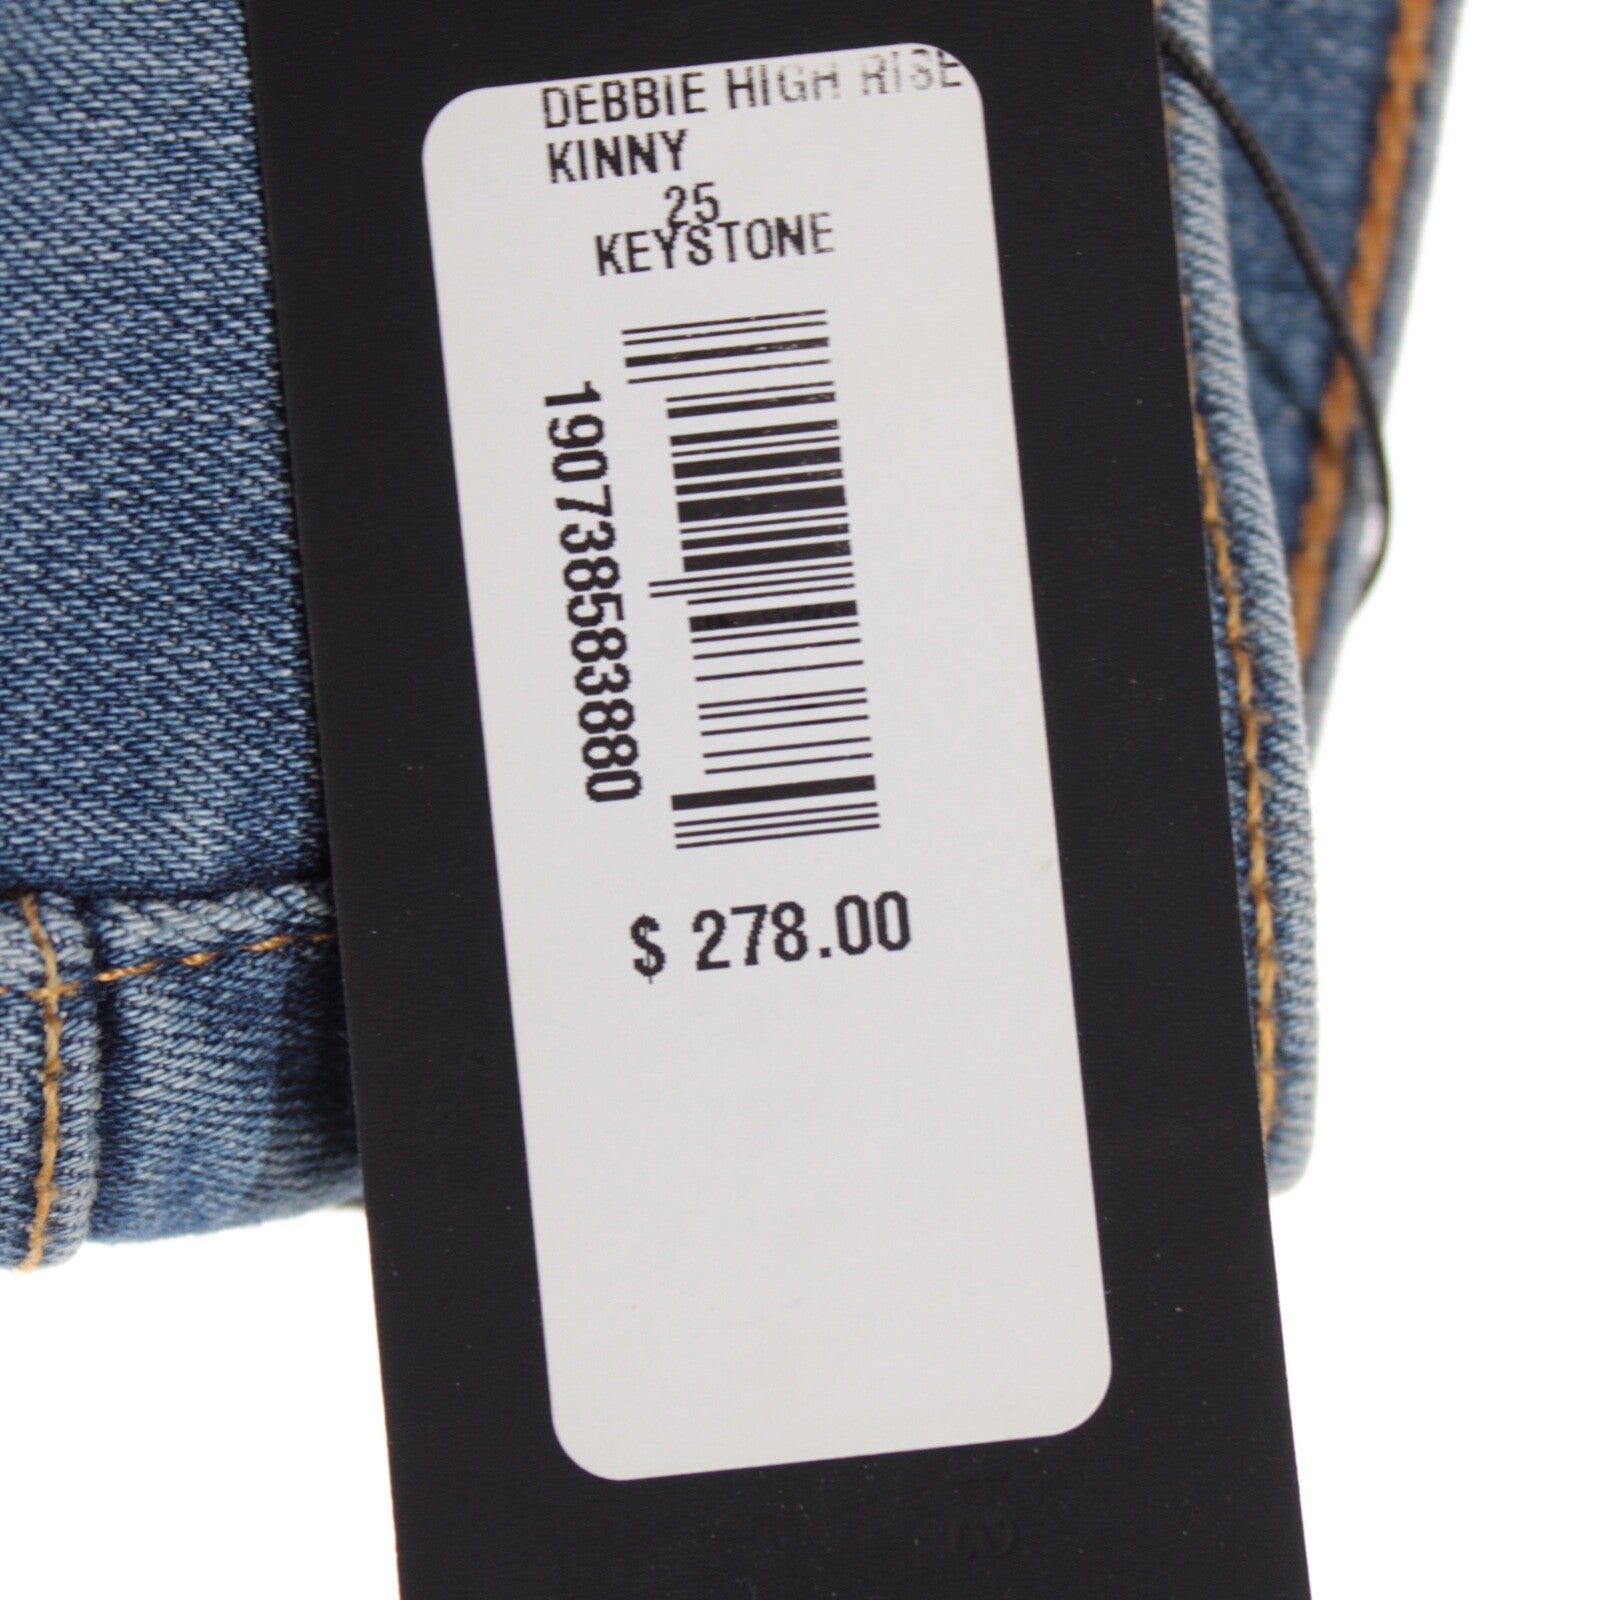 DEBBIE HIGH RISE
KINNY
25
KEYSTONE
190738583880
$ 278.00